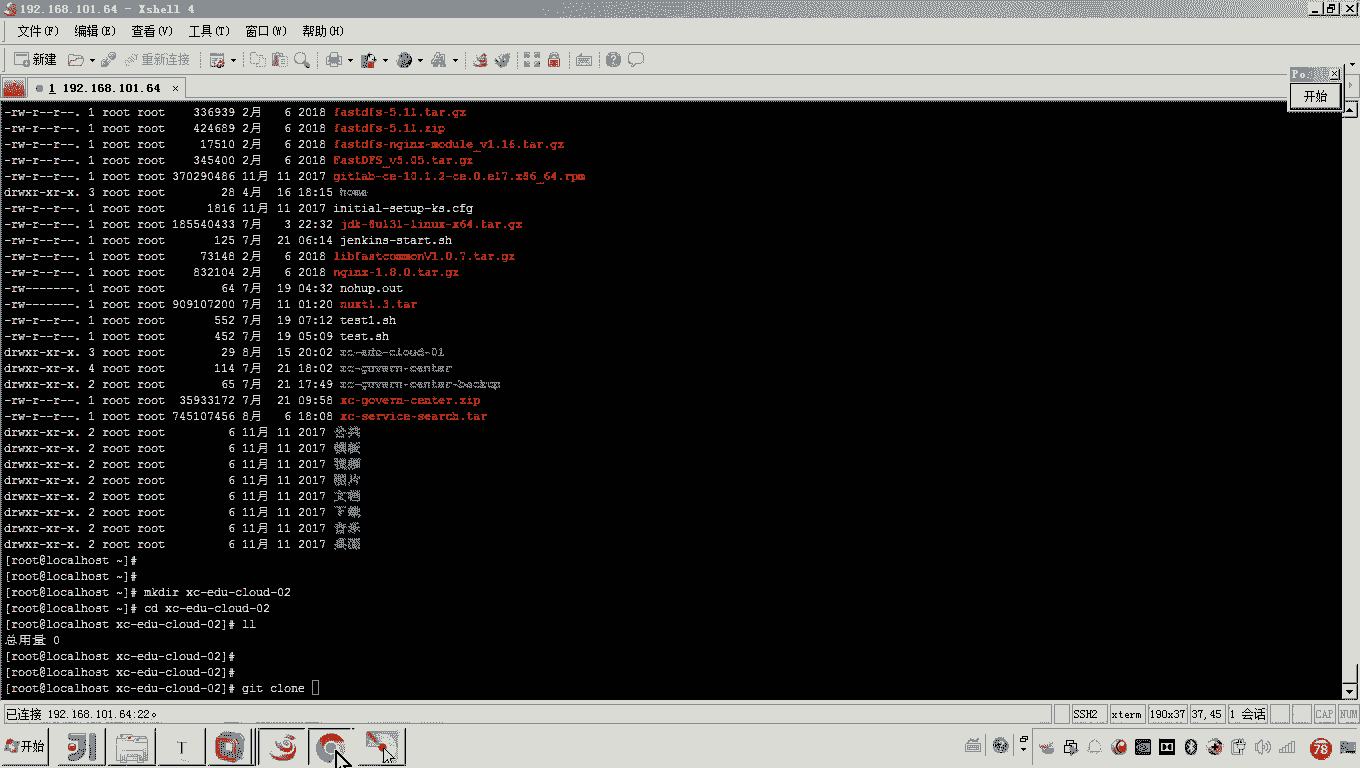 192.168.101.64 - Xshell 4
文件(F) 编辑(E) 查看(V) 工具(T) 窗口(W) 帮助(H)
新建 重新连接
1 192.168.101.64 ×
开始
-rw-r--r--. 1 root root 336939 2月 6 2018 fastdfs-5.11.tar.gz
-rw-r--r--. 1 root root 424689 2月 6 2018 fastdfs-5.11.zip
-rw-r--r--. 1 root root 17510 2月 6 2018 fastdfs-nginx-module_v1.16.tar.gz
-rw-r--r--. 1 root root 345400 2月 6 2018 FastDFS_v5.05.tar.gz
-rw-r--r--. 1 root root 370290486 11月 11 2017 gitlab-ce-10.1.2-ce.0.el7.x86_64.rpm
drwxr-xr-x. 3 root root 28 4月 16 18:15 home
-rw-r--r--. 1 root root 1816 11月 11 2017 initial-setup-ks.cfg
-rw-r--r--. 1 root root 185540433 7月 3 22:32 jdk-8u131-linux-x64.tar.gz
-rw-r--r--. 1 root root 125 7月 21 06:14 jenkins-start.sh
-rw-r--r--. 1 root root 73148 2月 6 2018 libfastcommonV1.0.7.tar.gz
-rw-r--r--. 1 root root 832104 2月 6 2018 nginx-1.8.0.tar.gz
-rw-------. 1 root root 64 7月 19 04:32 nohup.out
-rw-------. 1 root root 909107200 7月 11 01:20 nuxt1.3.tar
-rw-r--r--. 1 root root 552 7月 19 07:12 test1.sh
-rw-r--r--. 1 root root 452 7月 19 05:09 test.sh
drwxr-xr-x. 3 root root 29 8月 15 20:02 xc-edu-cloud-01
drwxr-xr-x. 4 root root 114 7月 21 18:02 xc-govern-center
drwxr-xr-x. 2 root root 65 7月 21 17:49 xc-govern-center-backup
-rw-r--r--. 1 root root 35933172 7月 21 09:58 xc-govern-center.zip
-rw-r--r--. 1 root root 745107456 8月 6 18:08 xc-service-search.tar
drwxr-xr-x. 2 root root 6 11月 11 2017 公共
drwxr-xr-x. 2 root root 6 11月 11 2017 模板
drwxr-xr-x. 2 root root 6 11月 11 2017 视频
drwxr-xr-x. 2 root root 6 11月 11 2017 图片
drwxr-xr-x. 2 root root 6 11月 11 2017 文档
drwxr-xr-x. 2 root root 6 11月 11 2017 下载
drwxr-xr-x. 2 root root 6 11月 11 2017 音乐
drwxr-xr-x. 2 root root 6 11月 11 2017 桌面
[root@localhost ~]#
[root@localhost ~]#
[root@localhost ~]# mkdir xc-edu-cloud-02
[root@localhost ~]# cd xc-edu-cloud-02
[root@localhost xc-edu-cloud-02]# ll
总用量 0
[root@localhost xc-edu-cloud-02]#
[root@localhost xc-edu-cloud-02]#
[root@localhost xc-edu-cloud-02]# git clone
已连接 192.168.101.64:22。 SSH2 xterm 190x37 37,45 1 会话 CAP NUM
开始 T 78